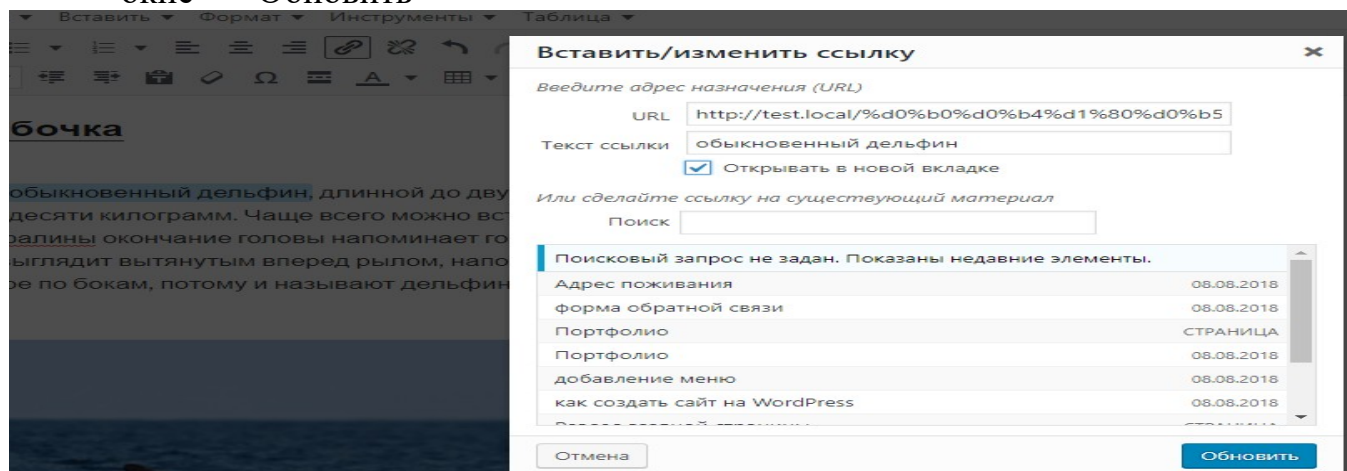 Обновить
Вставить Формат Инструменты Таблица
Вставить/изменить ссылку
Введите адрес назначения (URL)
URL http://test.local/%d0%b0%d0%b4%d1%80%d0%b5
Текст ссылки обыкновенный дельфин
Открывать в новой вкладке
Или сделайте ссылку на существующий материал
Поиск
Поисковый запрос не задан. Показаны недавние элементы.
Адрес поживания 08.08.2018
форма обратной связи 08.08.2018
Портфолио СТРАНИЦА
Портфолио 08.08.2018
добавление меню 08.08.2018
как создать сайт на WordPress 08.08.2018
Отмена Обновить
бочка
обыкновенный дельфин, длинной до дву
десяти килограмм. Чаще всего можно вс
ралины окончание головы напоминает го
ыглядит вытянутым вперед рылом, напо
ое по бокам, потому и называют дельфин